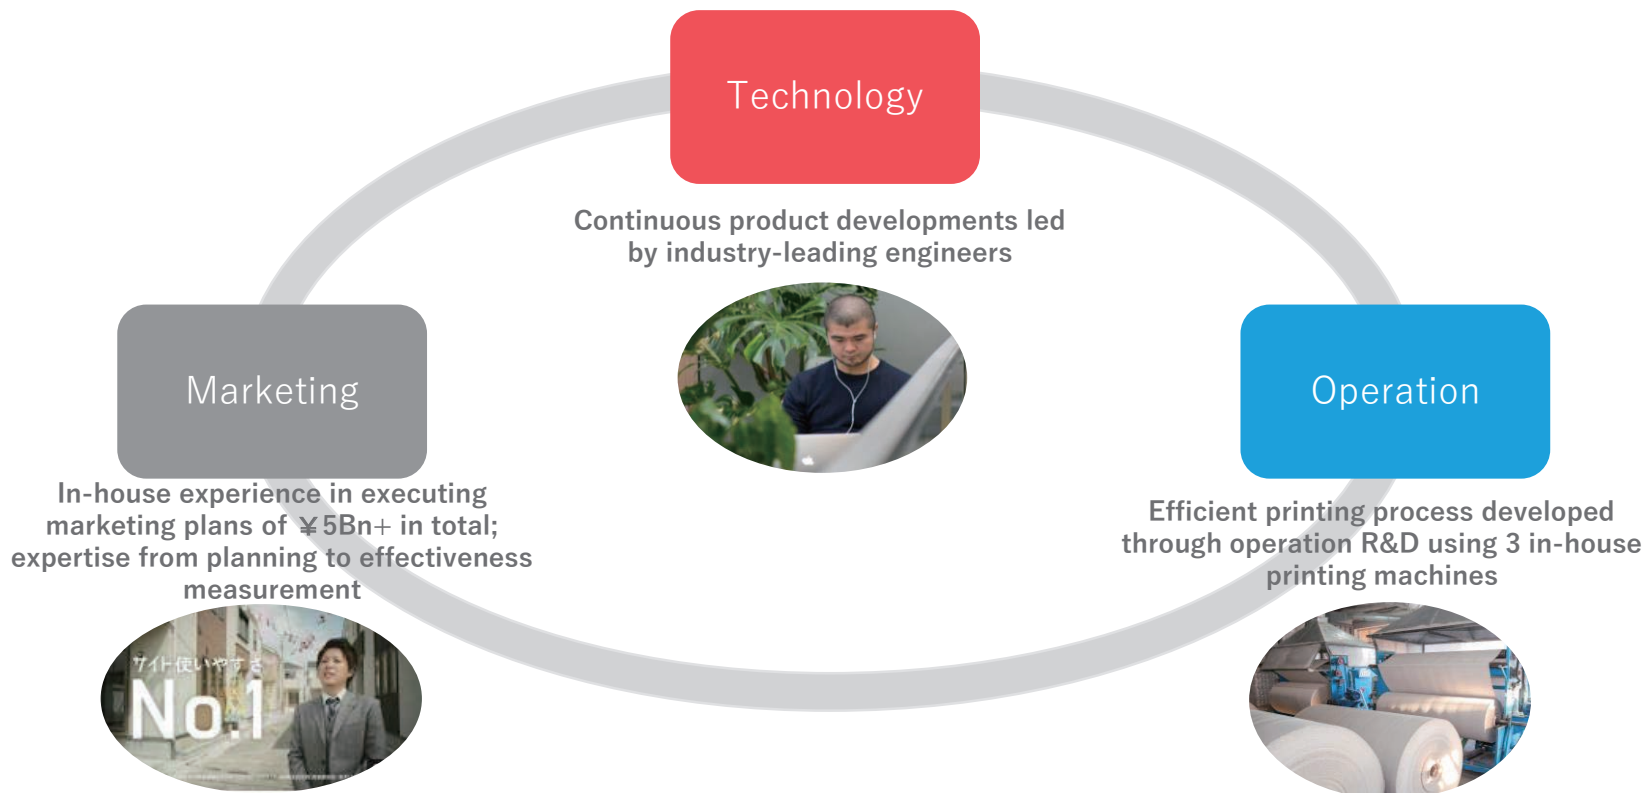 Technology
Continuous product developments led
by industry-leading engineers
Marketing
In-house experience in executing
marketing plans of ¥5Bn+ in total;
expertise from planning to effectiveness
measurement
サイト使いやすさ
No.1
Operation
Efficient printing process developed
through operation R&D using 3 in-house
printing machines